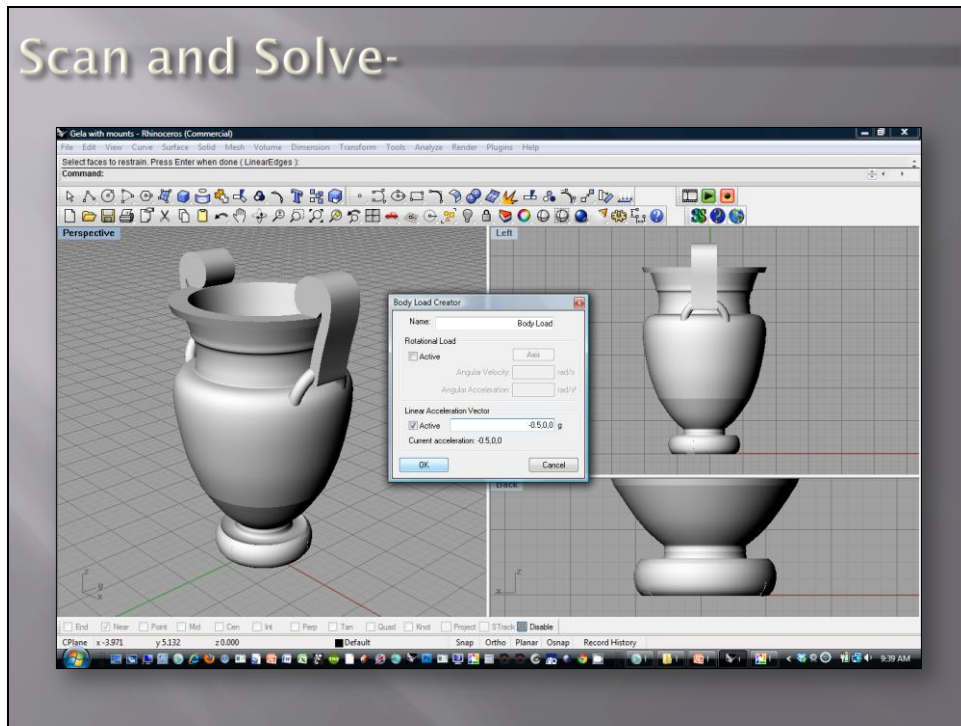 Scan and Solve-
Gela with mounts - Rhinoceros (Commercial)
File Edit View Curve Surface Solid Mesh Volume Dimension Transform Tools Analyze Render Plugins Help
Select faces to restrain. Press Enter when done ( LinearEdges ):
Command:
Perspective
Left
Body Load Creator
Name: Body Load
Rotational Load
Active Axis
Angular Velocity rad/s
Angular Acceleration rad/s²
Linear Acceleration Vector
Active -0.5,0,0 g
Current acceleration: -0.5,0,0
OK Cancel
Back
z
y
x
z
x
End Near Point Mid Cen Int Perp Tan Quad Knot Project STrack Disable
CPlane x -3.971 y 5.132 z 0.000 Default Snap Ortho Planar Osnap Record History
9:39 AM